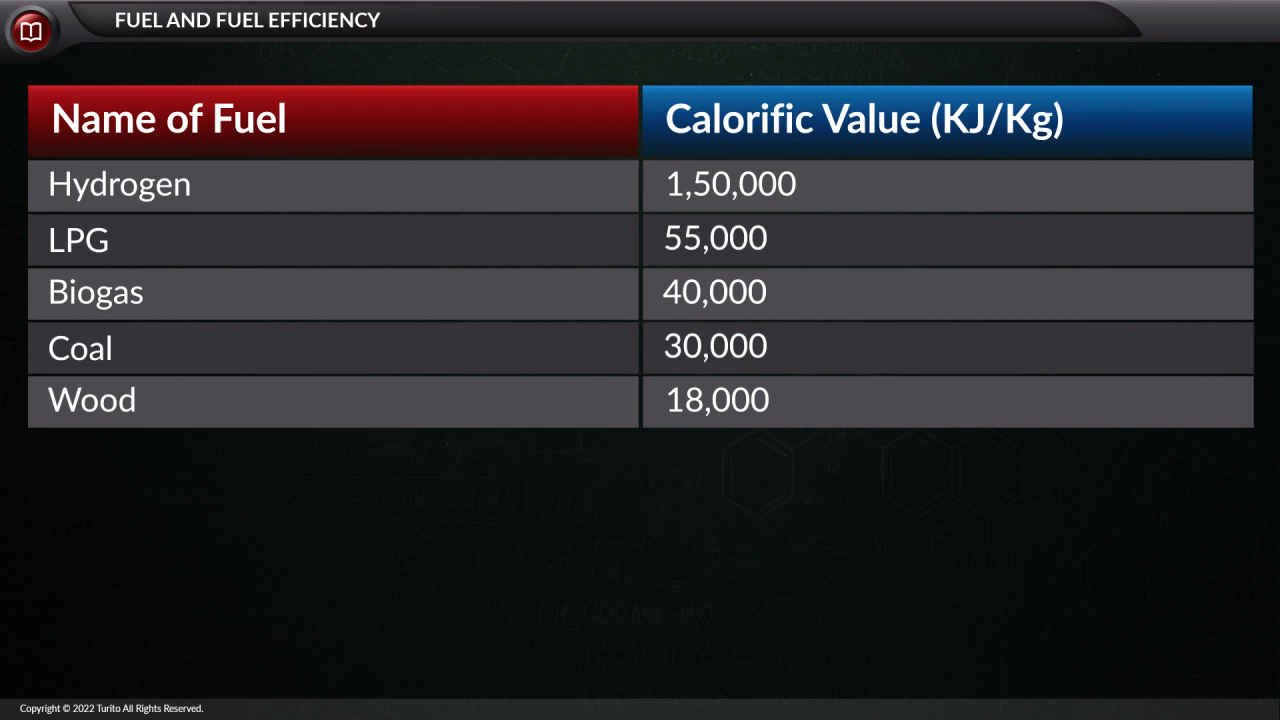 FUEL AND FUEL EFFICIENCY
Name of Fuel Calorific Value (KJ/Kg)
Hydrogen 1,50,000
LPG 55,000
Biogas 40,000
Coal 30,000
Wood 18,000
Copyright © 2022 Turito All Rights Reserved.